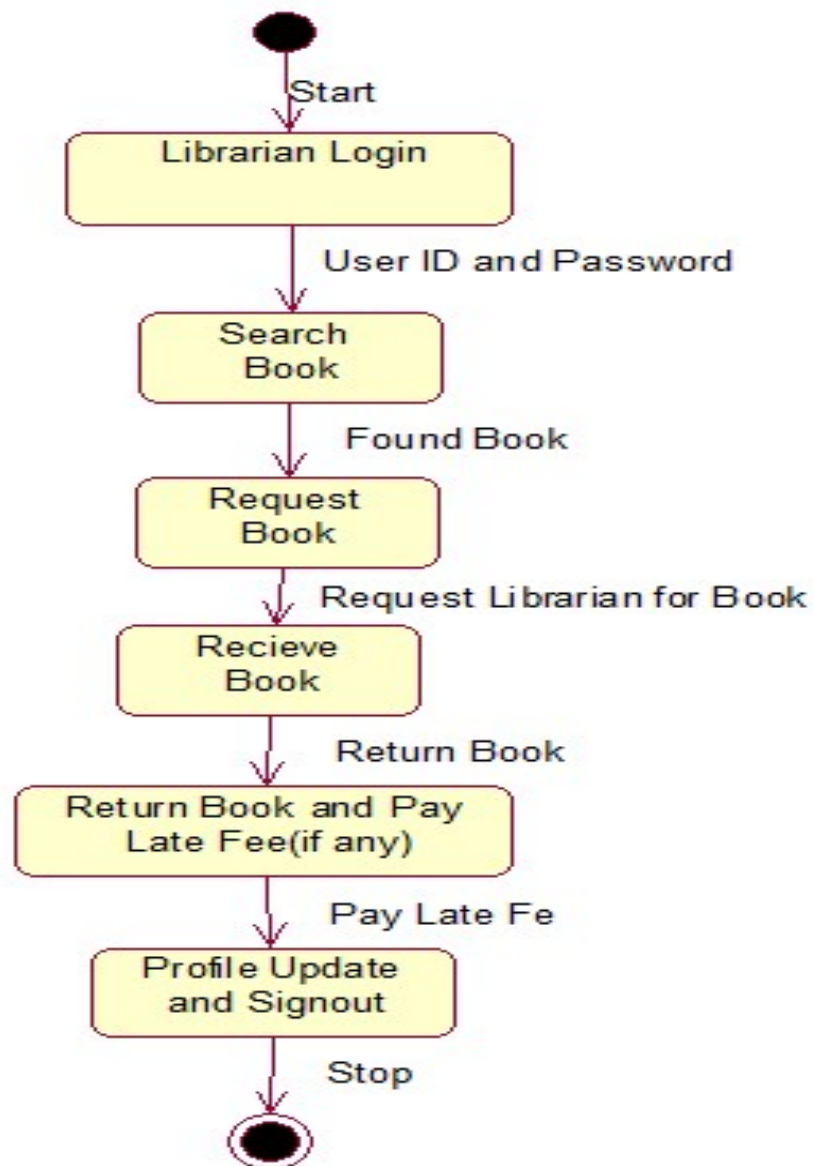 Start
Librarian Login
User ID and Password
Search
Book
Found Book
Request
Book
Request Librarian for Book
Recieve
Book
Return Book
Return Book and Pay
Late Fee(if any)
Pay Late Fe
Profile Update
and Signout
Stop